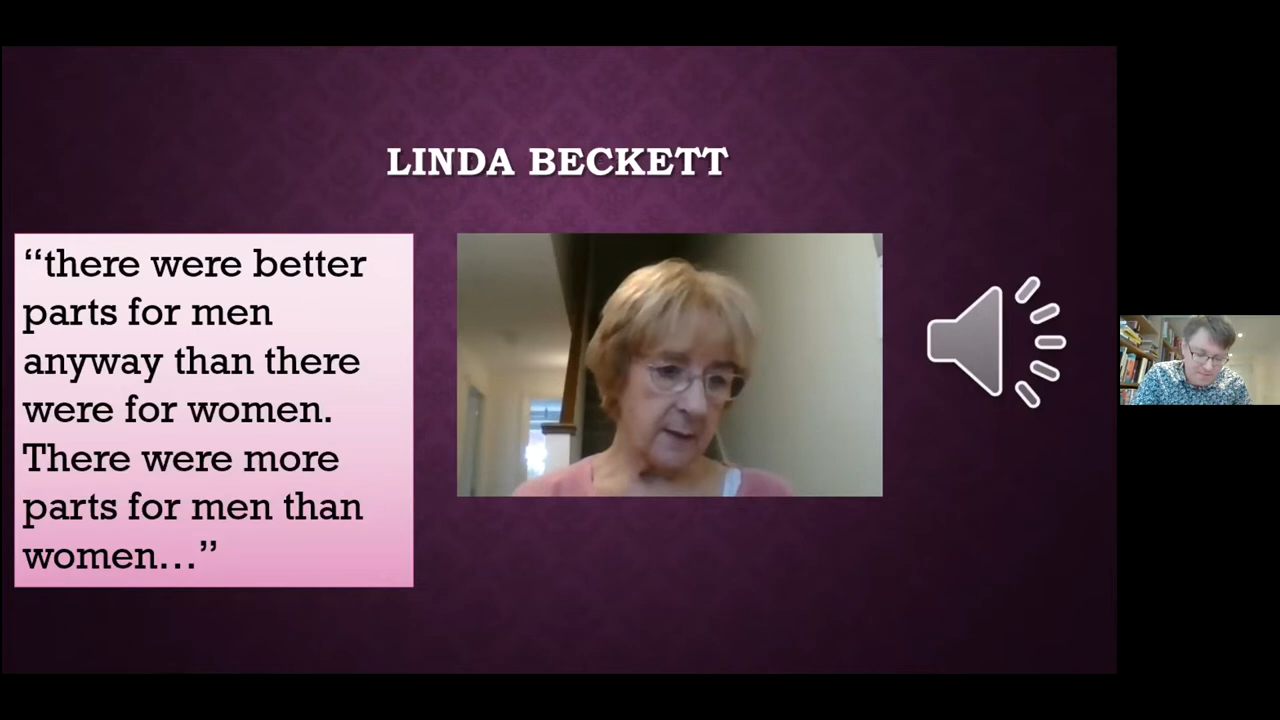 LINDA BECKETT
“there were better
parts for men
anyway than there
were for women.
There were more
parts for men than
women…”